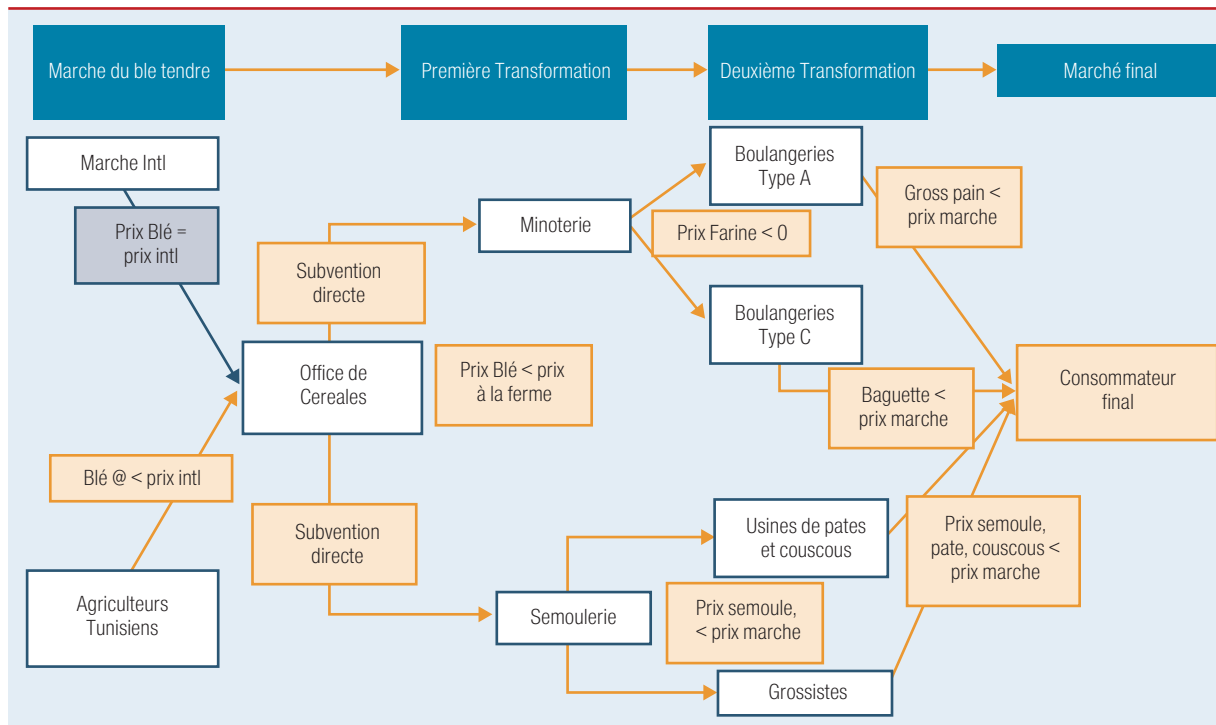 Marche du ble tendre
Première Transformation
Deuxième Transformation
Marché final
Marche Intl
Prix Blé =
prix intl
Boulangeries
Type A
Gross pain <
prix marche
Minoterie
Prix Farine < 0
Subvention
directe
Boulangeries
Type C
Office de
Cereales
Prix Blé < prix
à la ferme
Baguette <
prix marche
Consommateur
final
Blé @ < prix intl
Subvention
directe
Usines de pates
et couscous
Prix semoule,
pate, couscous <
prix marche
Agriculteurs
Tunisiens
Semoulerie
Prix semoule,
< prix marche
Grossistes